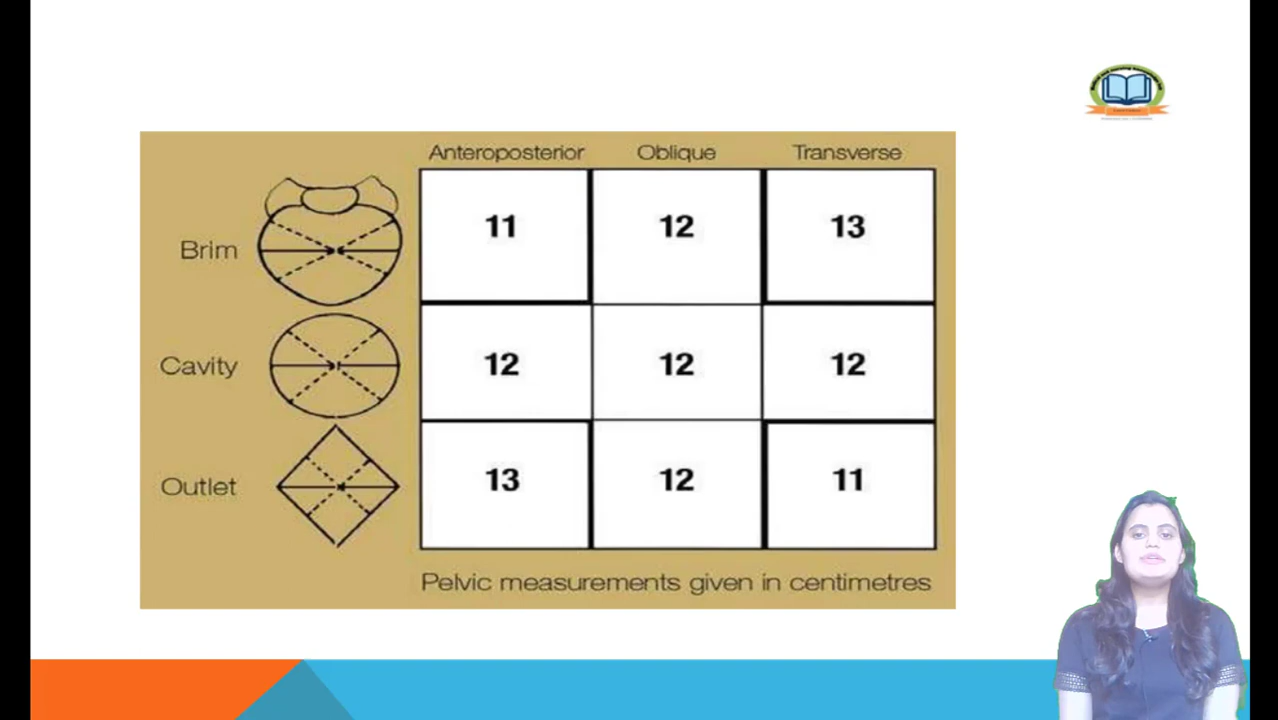 Anteroposterior Oblique Transverse
Brim 11 12 13
Cavity 12 12 12
Outlet 13 12 11
Pelvic measurements given in centimetres